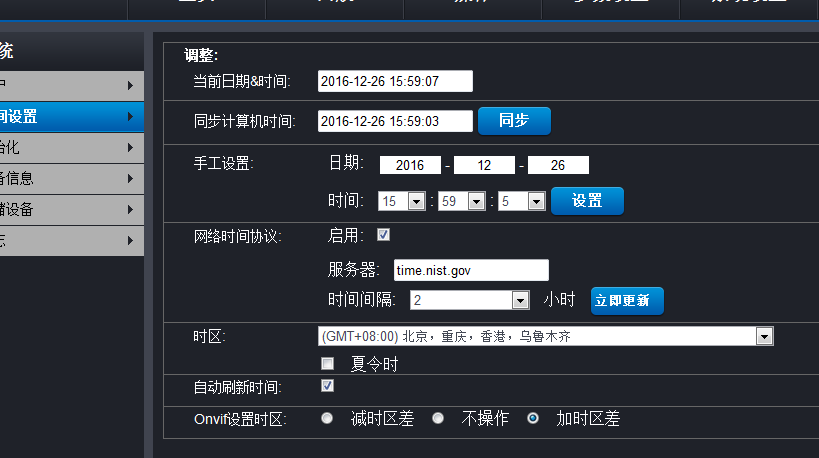 调整:
当前日期&时间: 2016-12-26 15:59:07
同步计算机时间: 2016-12-26 15:59:03 同步
间设置
备信息
储设备
手工设置: 日期: 2016 - 12 - 26
时间: 15 : 59 : 5 设置
网络时间协议: 启用:
服务器: time.nist.gov
时间间隔: 2 小时 立即更新
时区: (GMT+08:00) 北京，重庆，香港，乌鲁木齐
夏令时
自动刷新时间:
Onvif设置时区: 减时区差 不操作 加时区差